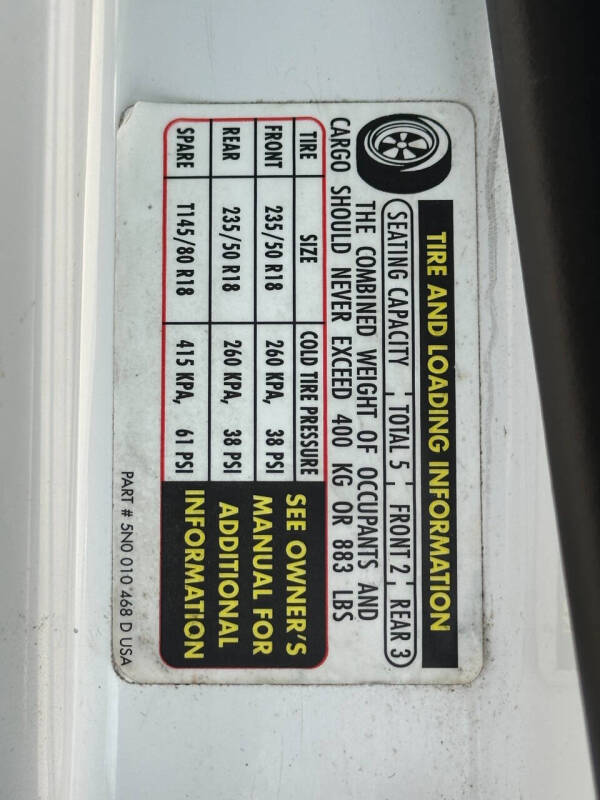 TIRE AND LOADING INFORMATION
SEATING CAPACITY TOTAL 5 FRONT 2 REAR 3
THE COMBINED WEIGHT OF OCCUPANTS AND
CARGO SHOULD NEVER EXCEED 400 KG OR 883 LBS
TIRE SIZE COLD TIRE PRESSURE
FRONT 235/50 R18 260 KPA, 38 PSI
REAR 235/50 R18 260 KPA, 38 PSI
SPARE T145/80 R18 415 KPA, 61 PSI
SEE OWNER'S
MANUAL FOR
ADDITIONAL
INFORMATION
PART # 5N0 010 468 D USA